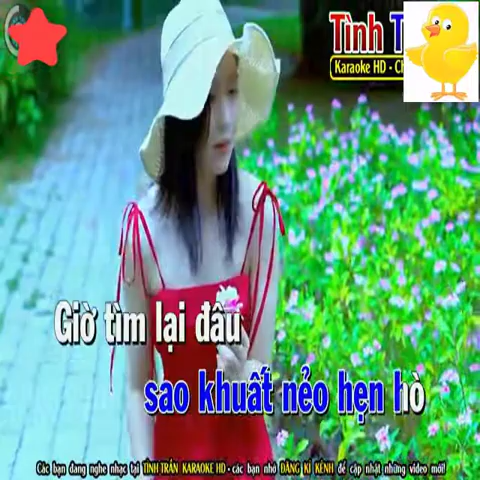 Tình T
Karaoke HD - Ch
Giờ tìm lại đâu
sao khuất nẻo hẹn hò
Các bạn đang nghe nhạc tại TÌNH TRẦN KARAOKE HD - các bạn nhớ ĐĂNG KÍ KÊNH để cập nhật những video mới!